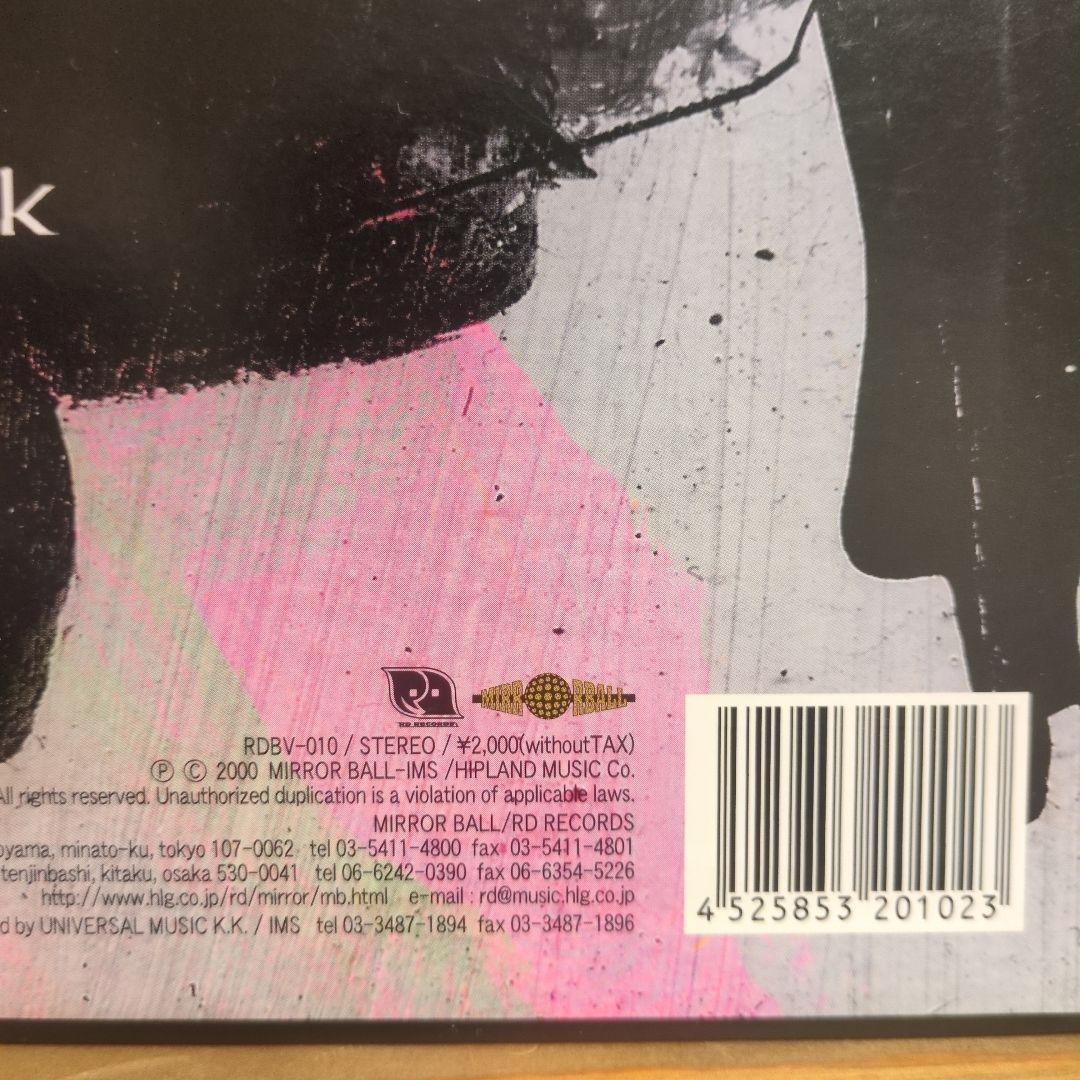 k
RD RECORDS
MIRRORBALL
RDBV-010 / STEREO / ¥2,000(withoutTAX)
Ⓟ Ⓒ 2000 MIRROR BALL-IMS /HIPLAND MUSIC Co.
All rights reserved. Unauthorized duplication is a violation of applicable laws.
MIRROR BALL/RD RECORDS
oyama, minato-ku, tokyo 107-0062 tel 03-5411-4800 fax 03-5411-4801
tenjinbashi, kitaku, osaka 530-0041 tel 06-6242-0390 fax 06-6354-5226
http://www.hlg.co.jp/rd/mirror/mb.html e-mail : rd@music.hlg.co.jp
d by UNIVERSAL MUSIC K.K. / IMS tel 03-3487-1894 fax 03-3487-1896
4 525853 201023